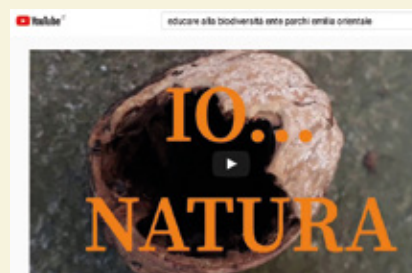 YouTube
educare alla biodiversità ente parchi emilia orientale
IO...
NATURA